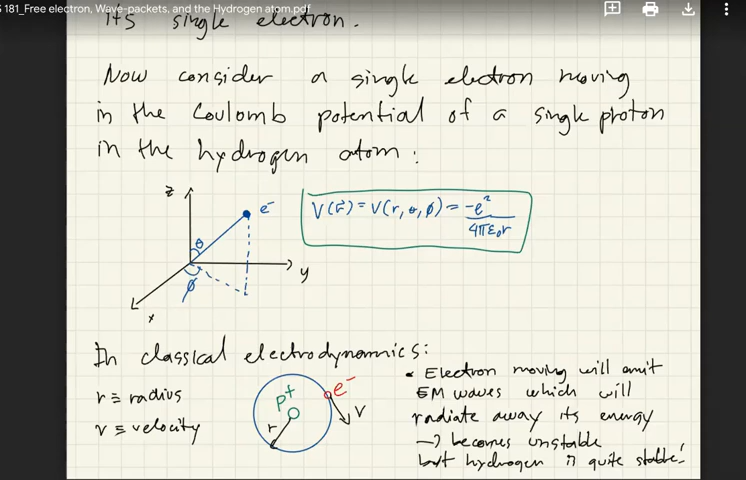 181_Free electron, Wave-packets, and the Hydrogen atom.pdf
its single electron.
Now consider a single electron moving
in the Coulomb potential of a single proton
in the hydrogen atom:
z
e-
θ
y
ϕ
x
V(r⃗) = V(r, θ, ϕ) = -e²/4πε₀r
In classical electrodynamics:
r ≡ radius
v ≡ velocity
p+
e-
r
v
• Electron moving will emit
EM waves which will
radiate away its energy
→ becomes unstable
but hydrogen is quite stable!